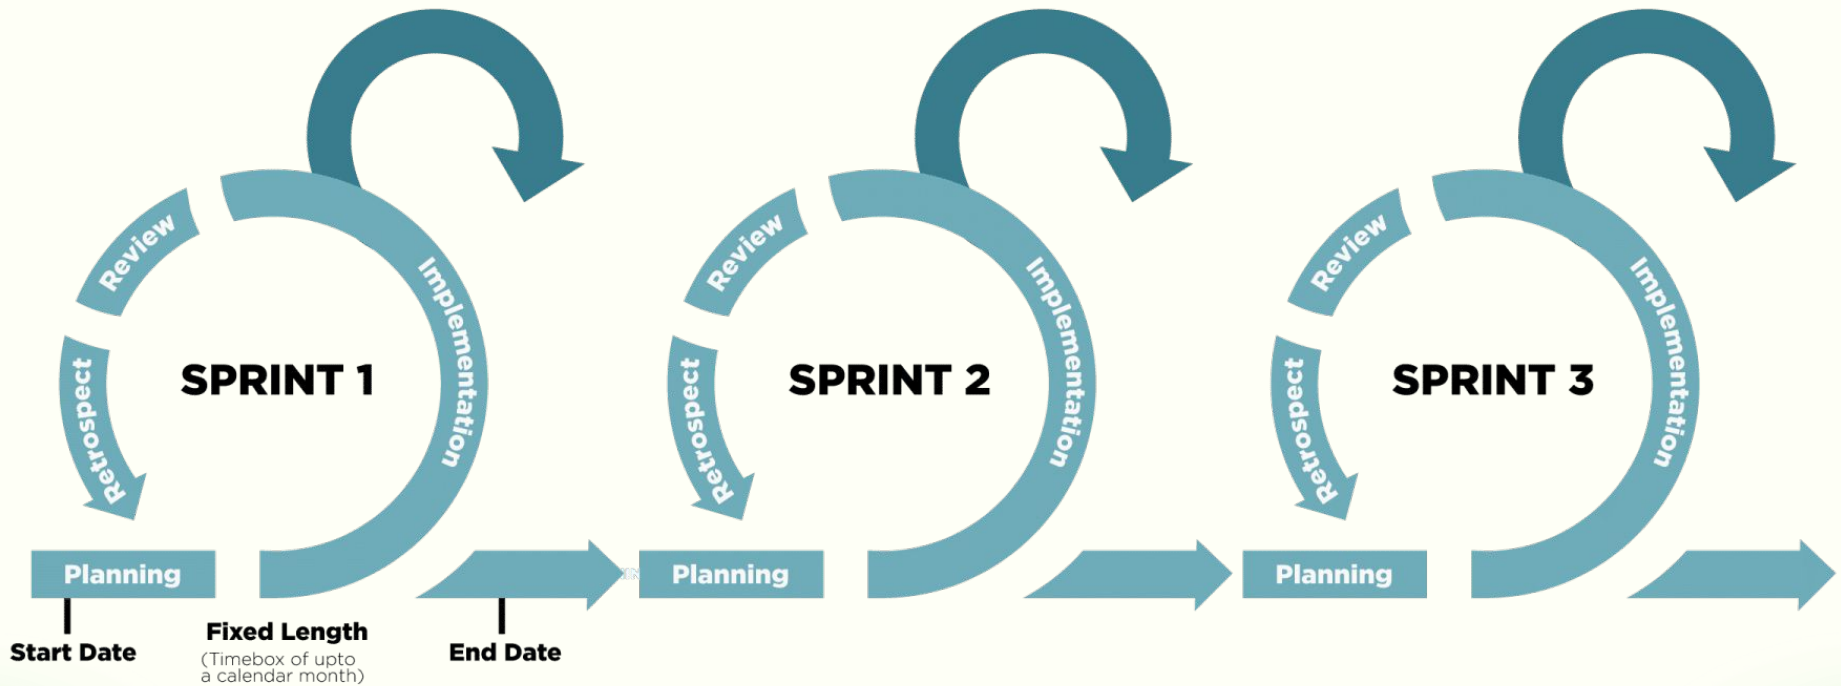 Review
Implementation
Retrospect
SPRINT 1
Planning
Start Date
Fixed Length
(Timebox of upto
a calendar month)
End Date
Review
Implementation
Retrospect
SPRINT 2
Planning
Review
Implementation
Retrospect
SPRINT 3
Planning